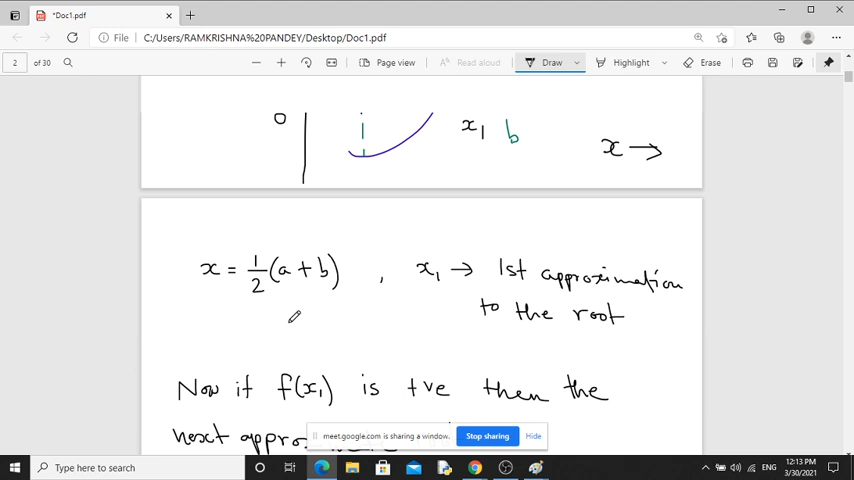 *Doc1.pdf
File C:/Users/RAMKRISHNA%20PANDEY/Desktop/Doc1.pdf
2 of 30 Page view Read aloud Draw Highlight Erase
0 x₁ b
x →
x = 1/2 (a + b) , x₁ → 1st approximation
to the root
Now if f(x₁) is +ve then the
next approx
meet.google.com is sharing a window. Stop sharing Hide
Type here to search
ENG
12:13 PM
3/30/2021